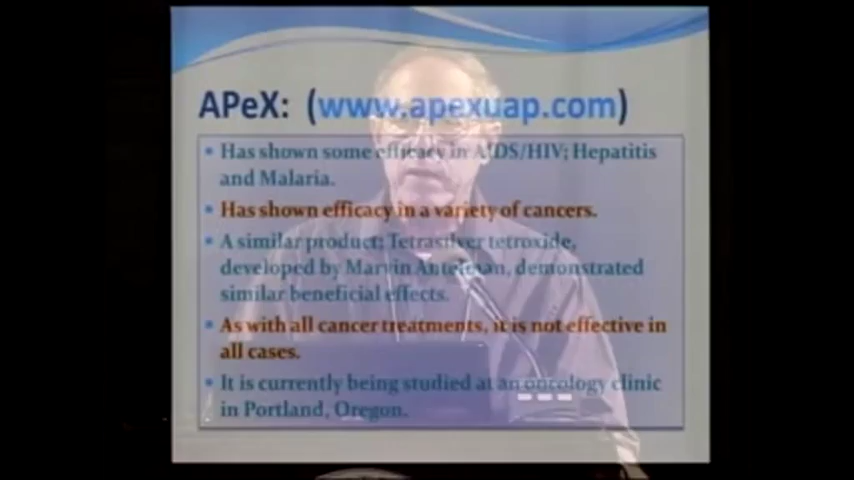 APeX: (www.apexuap.com)
• Has shown some efficacy in AIDS/HIV; Hepatitis
and Malaria.
• Has shown efficacy in a variety of cancers.
• A similar product: Tetrasilver tetroxide,
developed by Marvin Antelman, demonstrated
similar beneficial effects.
• As with all cancer treatments, it is not effective in
all cases.
• It is currently being studied at an oncology clinic
in Portland, Oregon.